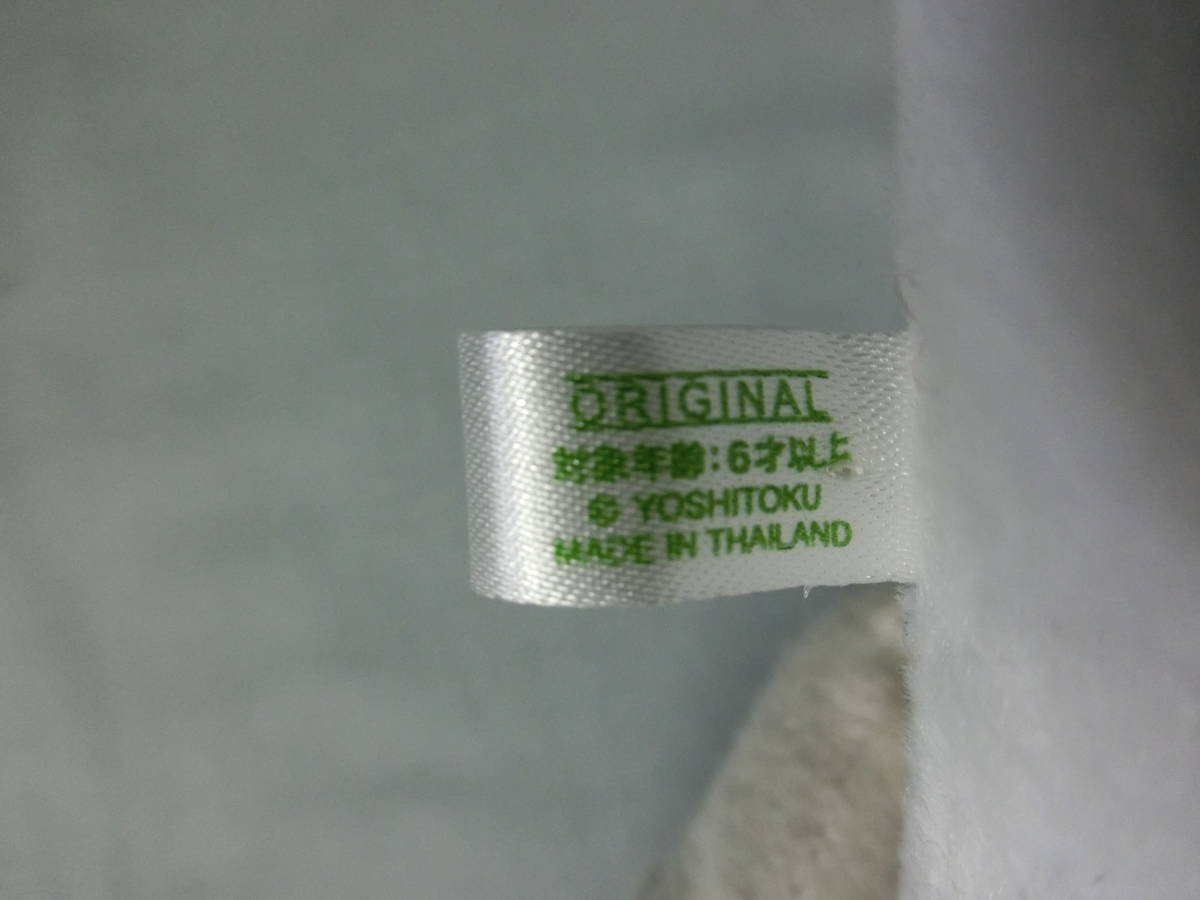 ORIGINAL
対象年齢:6才以上
© YOSHITOKU
MADE IN THAILAND